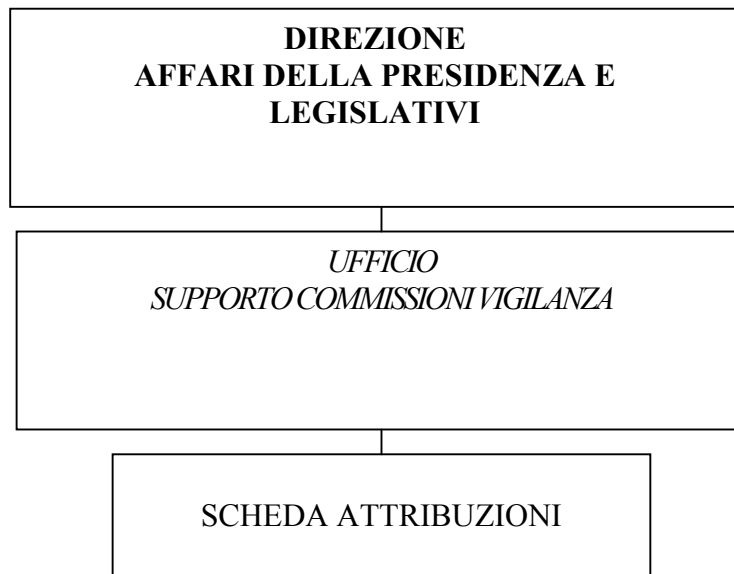 DIREZIONE
AFFARI DELLA PRESIDENZA E
LEGISLATIVI
UFFICIO
SUPPORTO COMMISSIONI VIGILANZA
SCHEDA ATTRIBUZIONI